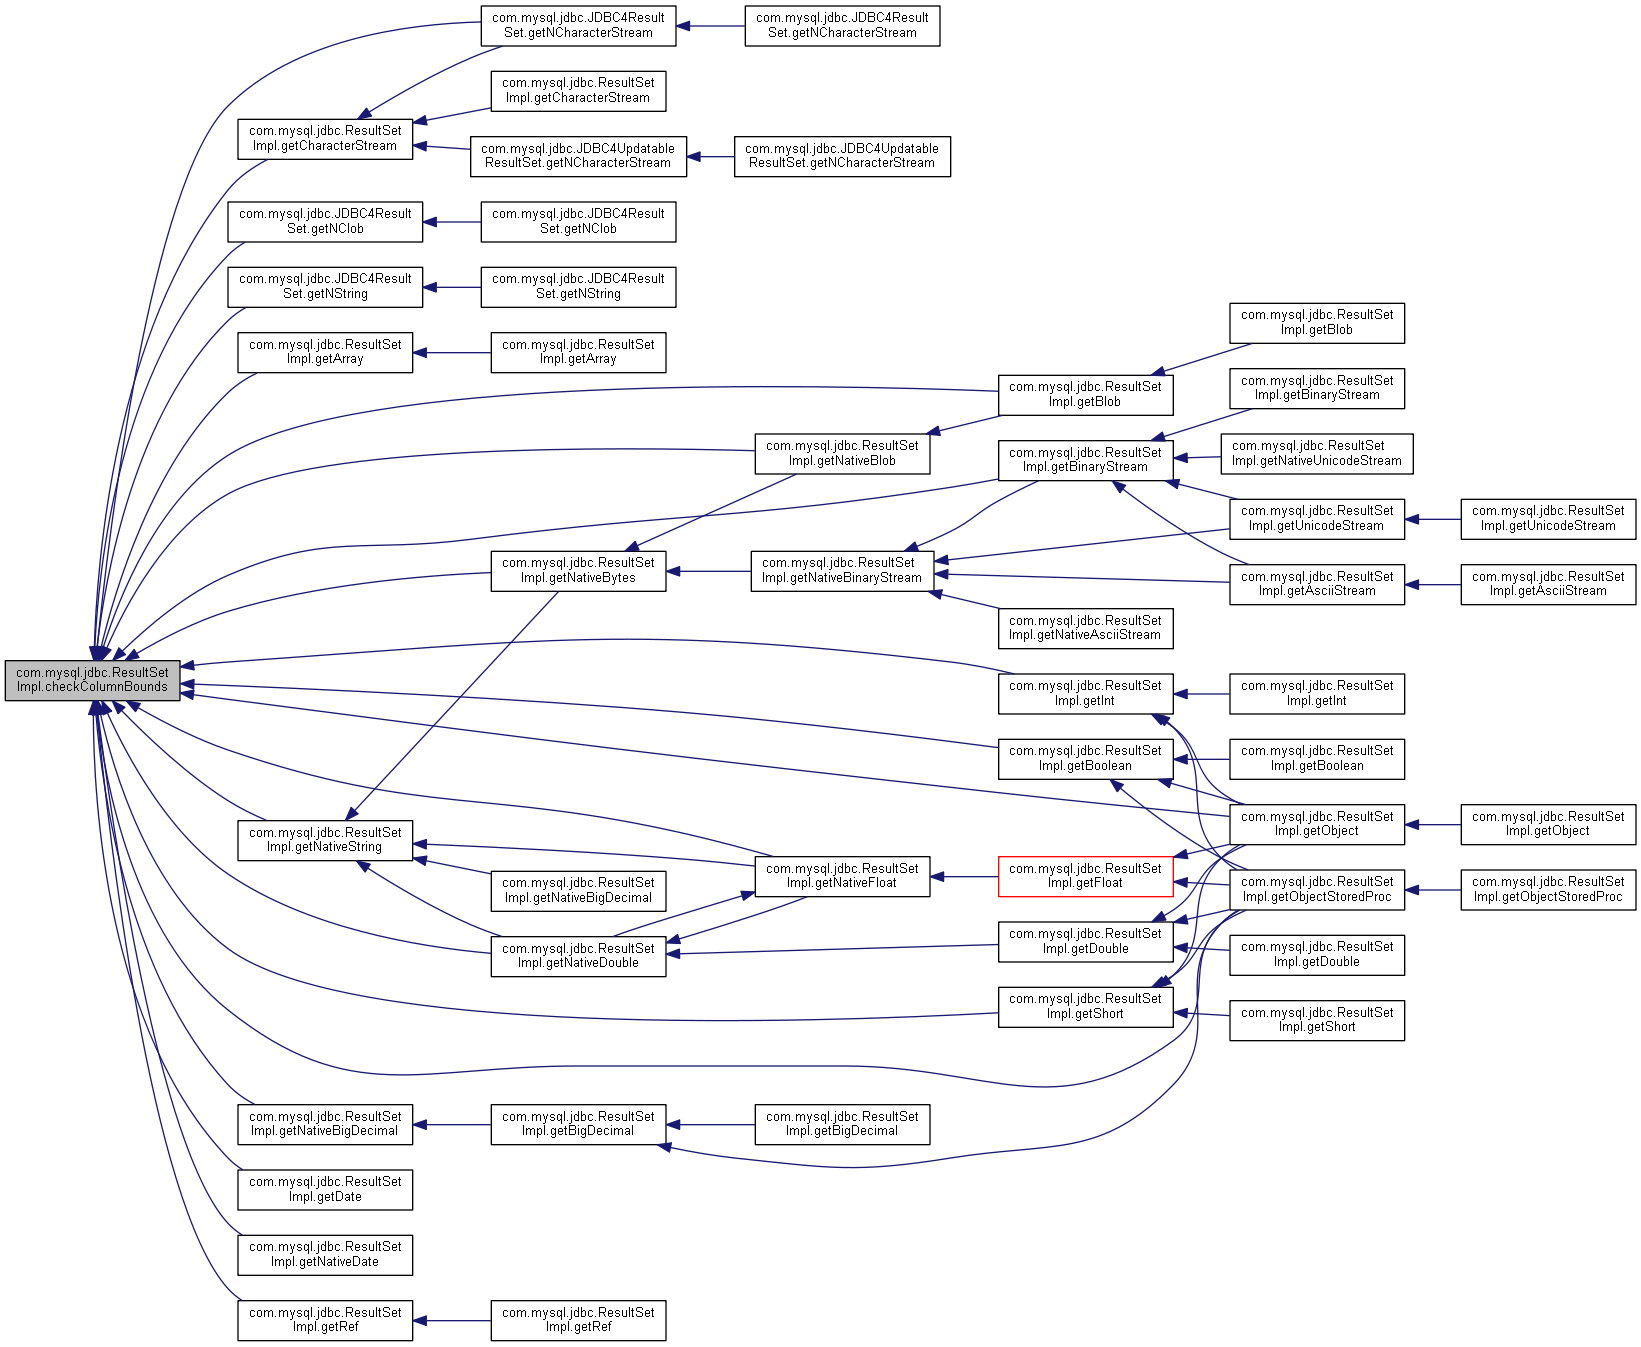 com.mysql.jdbc.JDBC4Result
Set.getNCharacterStream
com.mysql.jdbc.JDBC4Result
Set.getNCharacterStream
com.mysql.jdbc.ResultSet
Impl.getCharacterStream
com.mysql.jdbc.ResultSet
Impl.getCharacterStream
com.mysql.jdbc.JDBC4Updatable
ResultSet.getNCharacterStream
com.mysql.jdbc.JDBC4Updatable
ResultSet.getNCharacterStream
com.mysql.jdbc.JDBC4Result
Set.getNClob
com.mysql.jdbc.JDBC4Result
Set.getNClob
com.mysql.jdbc.JDBC4Result
Set.getNString
com.mysql.jdbc.JDBC4Result
Set.getNString
com.mysql.jdbc.ResultSet
Impl.getArray
com.mysql.jdbc.ResultSet
Impl.getArray
com.mysql.jdbc.ResultSet
Impl.getBlob
com.mysql.jdbc.ResultSet
Impl.getBlob
com.mysql.jdbc.ResultSet
Impl.getBinaryStream
com.mysql.jdbc.ResultSet
Impl.getNativeBlob
com.mysql.jdbc.ResultSet
Impl.getBinaryStream
com.mysql.jdbc.ResultSet
Impl.getNativeUnicodeStream
com.mysql.jdbc.ResultSet
Impl.getUnicodeStream
com.mysql.jdbc.ResultSet
Impl.getUnicodeStream
com.mysql.jdbc.ResultSet
Impl.getNativeBytes
com.mysql.jdbc.ResultSet
Impl.getNativeBinaryStream
com.mysql.jdbc.ResultSet
Impl.getAsciiStream
com.mysql.jdbc.ResultSet
Impl.getAsciiStream
com.mysql.jdbc.ResultSet
Impl.getNativeAsciiStream
com.mysql.jdbc.ResultSet
Impl.checkColumnBounds
com.mysql.jdbc.ResultSet
Impl.getInt
com.mysql.jdbc.ResultSet
Impl.getInt
com.mysql.jdbc.ResultSet
Impl.getBoolean
com.mysql.jdbc.ResultSet
Impl.getBoolean
com.mysql.jdbc.ResultSet
Impl.getObject
com.mysql.jdbc.ResultSet
Impl.getObject
com.mysql.jdbc.ResultSet
Impl.getNativeString
com.mysql.jdbc.ResultSet
Impl.getNativeFloat
com.mysql.jdbc.ResultSet
Impl.getFloat
com.mysql.jdbc.ResultSet
Impl.getObjectStoredProc
com.mysql.jdbc.ResultSet
Impl.getObjectStoredProc
com.mysql.jdbc.ResultSet
Impl.getNativeBigDecimal
com.mysql.jdbc.ResultSet
Impl.getNativeDouble
com.mysql.jdbc.ResultSet
Impl.getDouble
com.mysql.jdbc.ResultSet
Impl.getDouble
com.mysql.jdbc.ResultSet
Impl.getShort
com.mysql.jdbc.ResultSet
Impl.getShort
com.mysql.jdbc.ResultSet
Impl.getNativeBigDecimal
com.mysql.jdbc.ResultSet
Impl.getBigDecimal
com.mysql.jdbc.ResultSet
Impl.getBigDecimal
com.mysql.jdbc.ResultSet
Impl.getDate
com.mysql.jdbc.ResultSet
Impl.getNativeDate
com.mysql.jdbc.ResultSet
Impl.getRef
com.mysql.jdbc.ResultSet
Impl.getRef